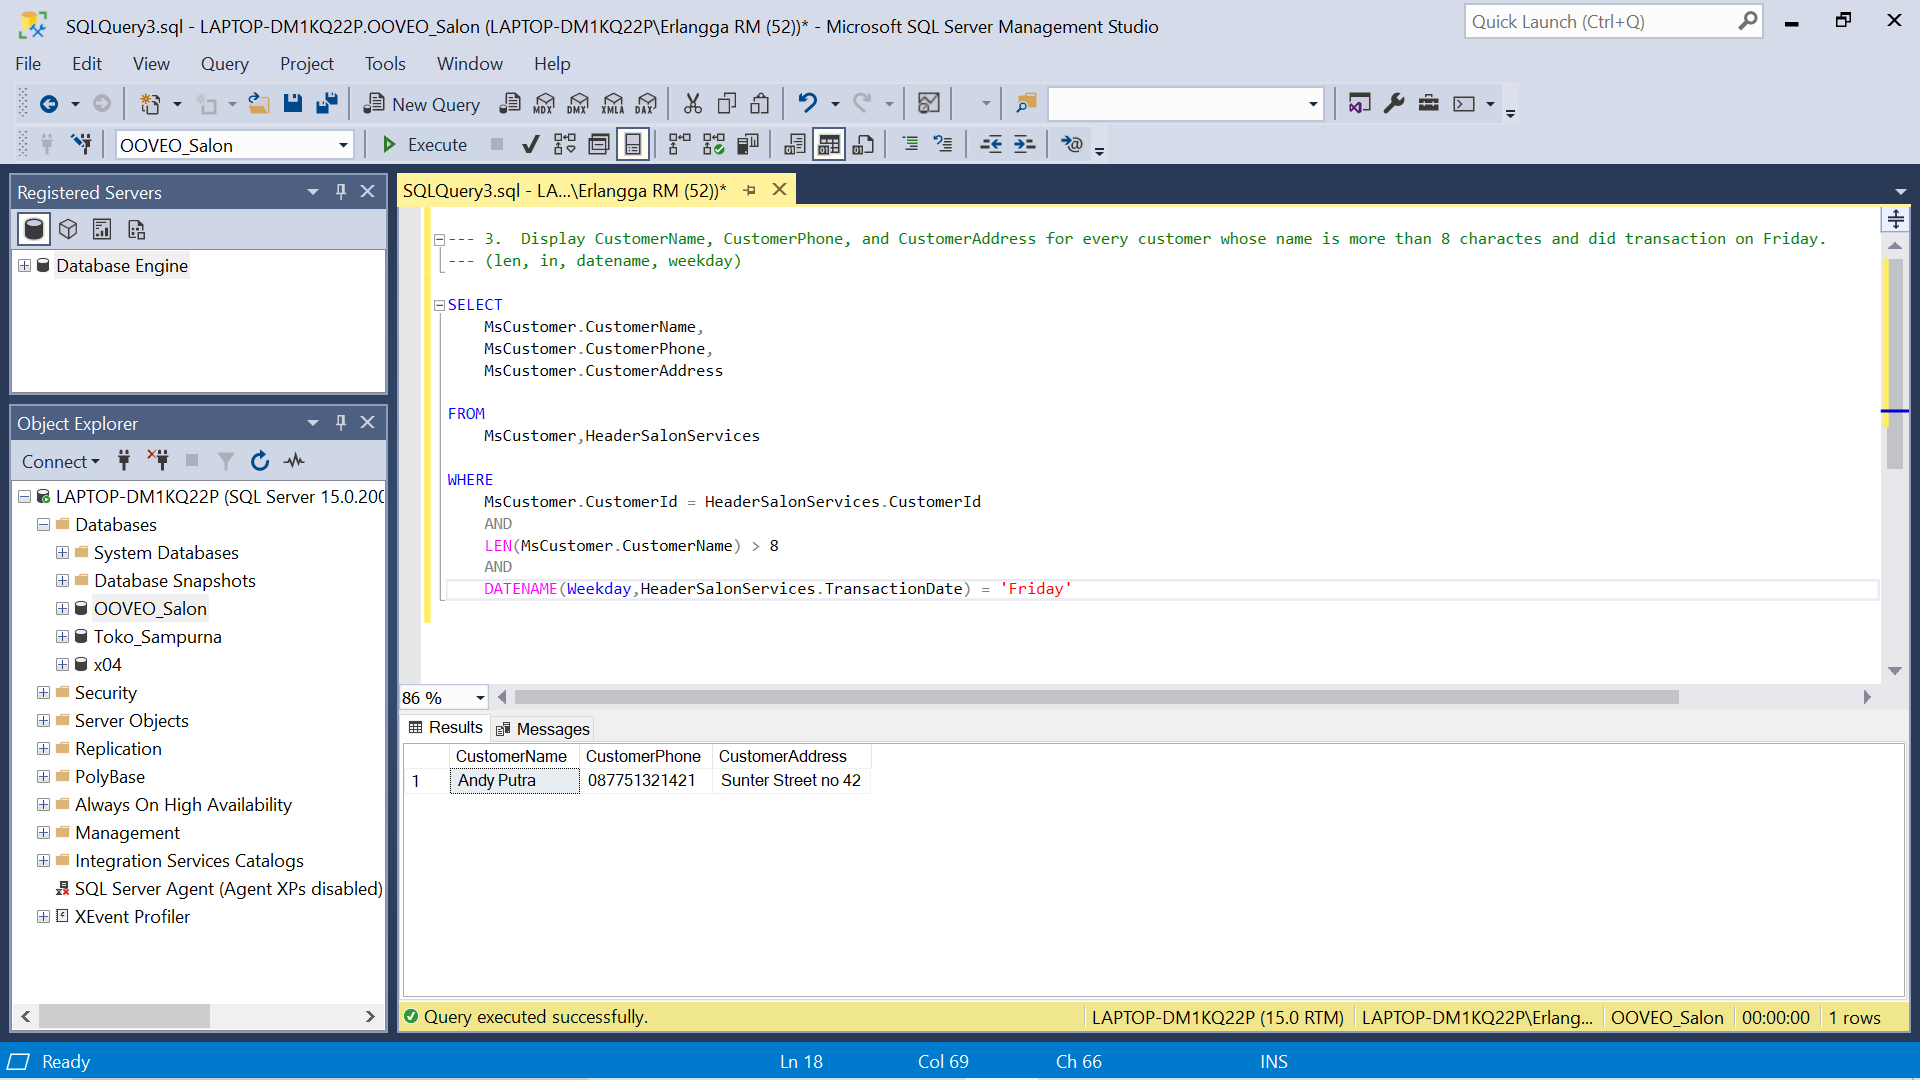 SQLQuery3.sql - LAPTOP-DM1KQ22P.OOVEO_Salon (LAPTOP-DM1KQ22P\Erlangga RM (52))* - Microsoft SQL Server Management Studio
Quick Launch (Ctrl+Q)
File Edit View Query Project Tools Window Help
New Query MDX DMX XMLA DAX
OOVEO_Salon Execute
Registered Servers
Database Engine
Object Explorer
Connect
LAPTOP-DM1KQ22P (SQL Server 15.0.200
Databases
System Databases
Database Snapshots
OOVEO_Salon
Toko_Sampurna
x04
Security
Server Objects
Replication
PolyBase
Always On High Availability
Management
Integration Services Catalogs
SQL Server Agent (Agent XPs disabled)
XEvent Profiler
SQLQuery3.sql - LA...\Erlangga RM (52))*
--- 3.  Display CustomerName, CustomerPhone, and CustomerAddress for every customer whose name is more than 8 charactes and did transaction on Friday.
--- (len, in, datename, weekday)
SELECT
MsCustomer.CustomerName,
MsCustomer.CustomerPhone,
MsCustomer.CustomerAddress
FROM
MsCustomer,HeaderSalonServices
WHERE
MsCustomer.CustomerId = HeaderSalonServices.CustomerId
AND
LEN(MsCustomer.CustomerName) > 8
AND
DATENAME(Weekday,HeaderSalonServices.TransactionDate) = 'Friday'
86 %
Results Messages
CustomerName CustomerPhone CustomerAddress
1 Andy Putra 087751321421 Sunter Street no 42
Query executed successfully. LAPTOP-DM1KQ22P (15.0 RTM) LAPTOP-DM1KQ22P\Erlang... OOVEO_Salon 00:00:00 1 rows
Ready Ln 18 Col 69 Ch 66 INS